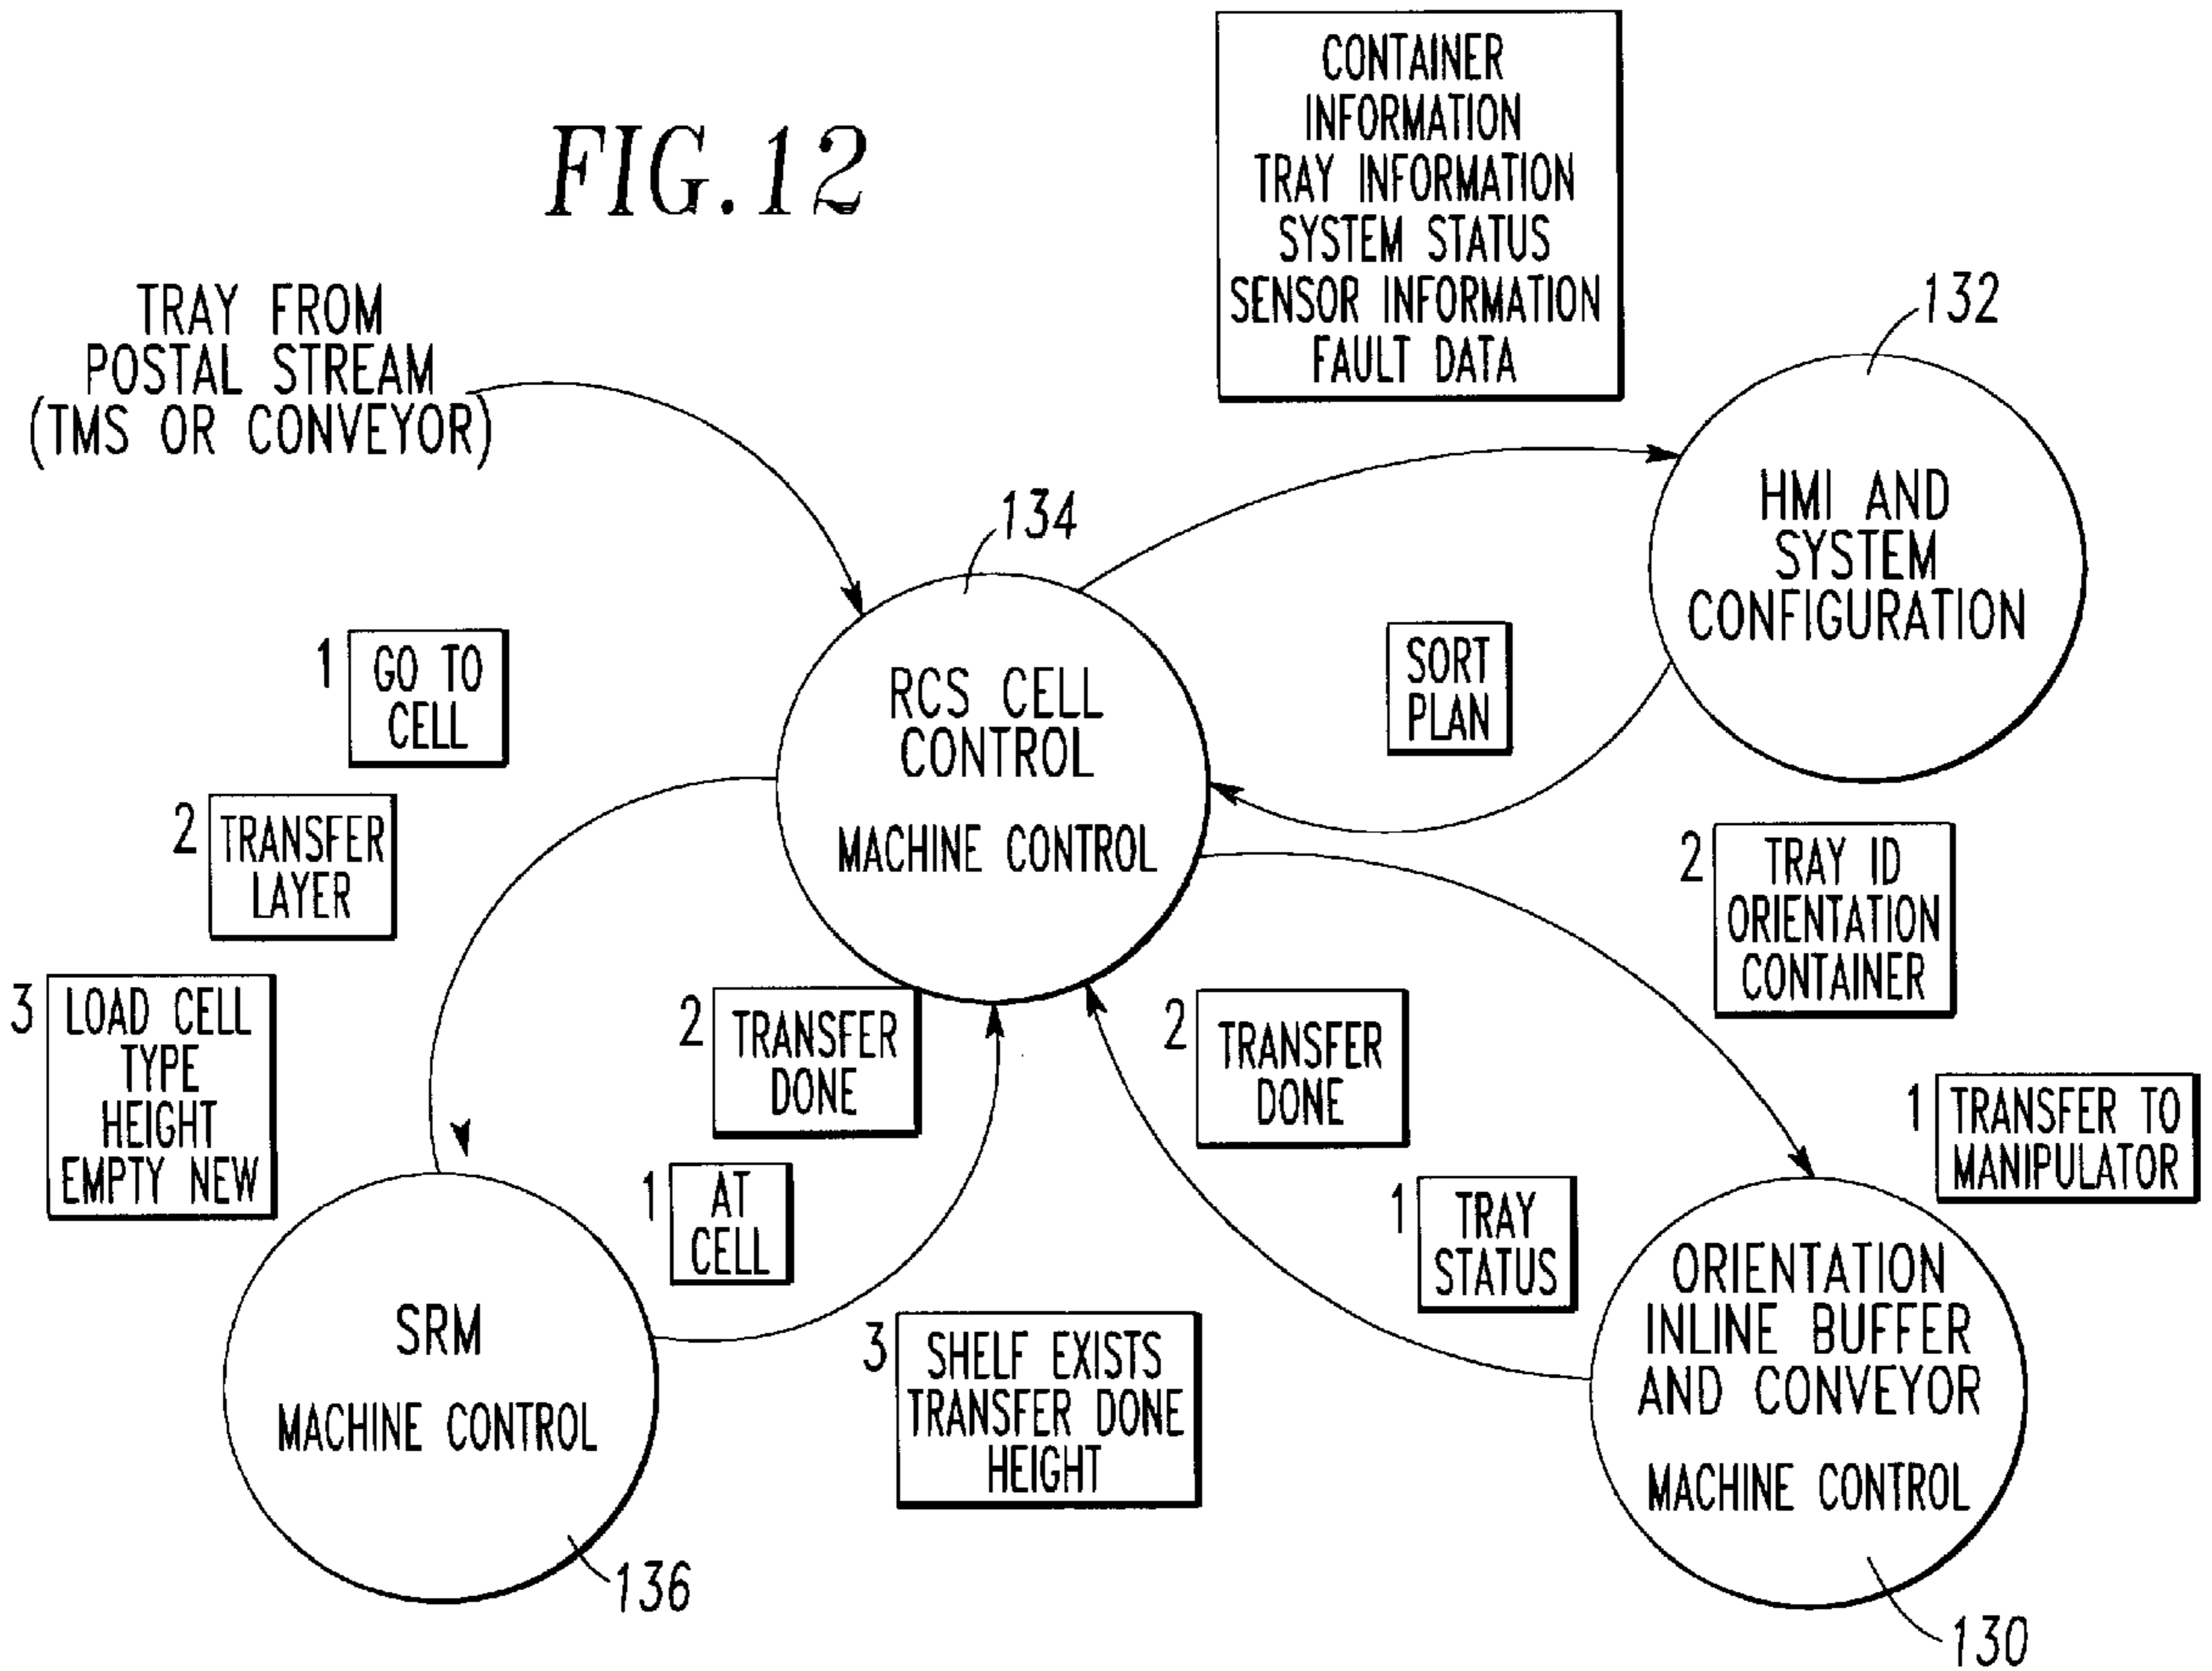 FIG.12
CONTAINER
INFORMATION
TRAY INFORMATION
SYSTEM STATUS
SENSOR INFORMATION
FAULT DATA
TRAY FROM
POSTAL STREAM
(TMS OR CONVEYOR)
132
HMI AND
SYSTEM
CONFIGURATION
134
RCS CELL
CONTROL
MACHINE CONTROL
SORT
PLAN
1 GO TO
CELL
2 TRANSFER
LAYER
3 LOAD CELL
TYPE
HEIGHT
EMPTY NEW
2 TRANSFER
DONE
1 AT
CELL
3 SHELF EXISTS
TRANSFER DONE
HEIGHT
2 TRANSFER
DONE
1 TRAY
STATUS
2 TRAY ID
ORIENTATION
CONTAINER
1 TRANSFER TO
MANIPULATOR
SRM
MACHINE CONTROL
136
ORIENTATION
INLINE BUFFER
AND CONVEYOR
MACHINE CONTROL
130